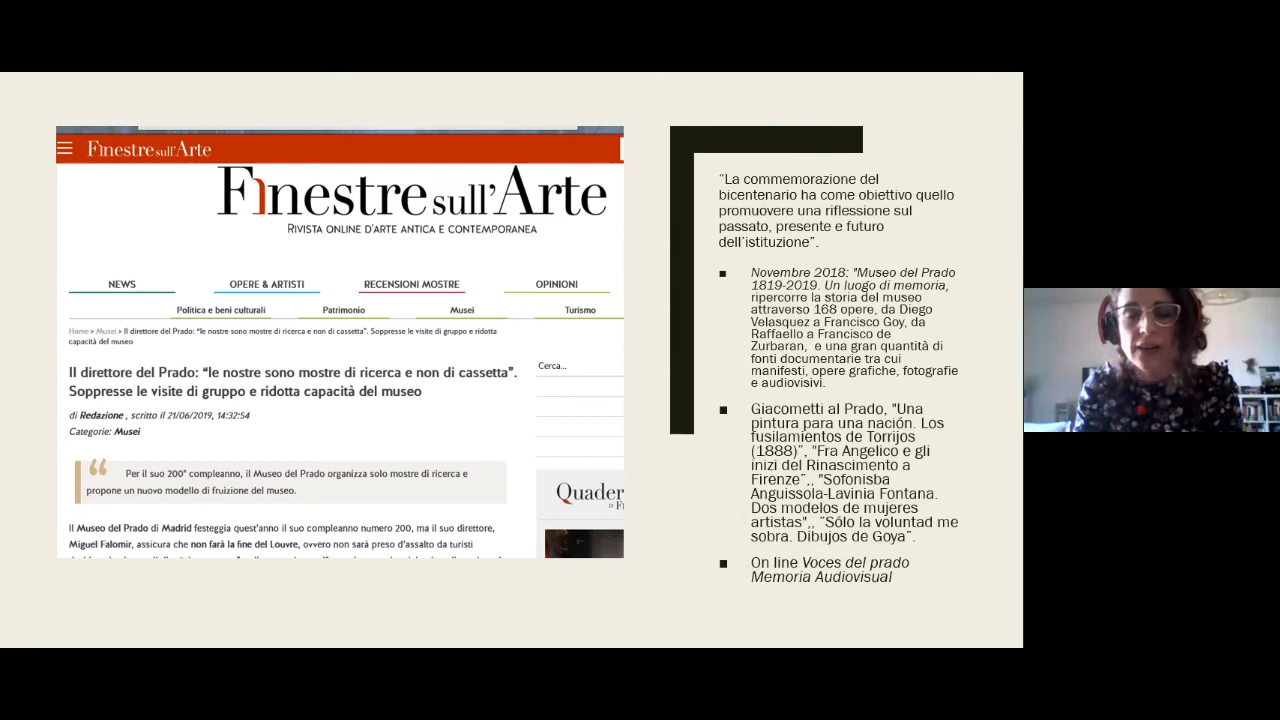 Finestre sull'Arte
Finestre sull'Arte
RIVISTA ONLINE D'ARTE ANTICA E CONTEMPORANEA
NEWS OPERE & ARTISTI RECENSIONI MOSTRE OPINIONI
Politica e beni culturali Patrimonio Musei Turismo
Home » Musei » Il direttore del Prado: “le nostre sono mostre di ricerca e non di cassetta”. Soppresse le visite di gruppo e ridotta
capacità del museo
Cerca...
Il direttore del Prado: “le nostre sono mostre di ricerca e non di cassetta”.
Soppresse le visite di gruppo e ridotta capacità del museo
di Redazione , scritto il 21/06/2019, 14:32:54
Categorie: Musei
“ Per il suo 200° compleanno, il Museo del Prado organizza solo mostre di ricerca e
propone un nuovo modello di fruizione del museo.
Quader
DI
Il Museo del Prado di Madrid festeggia quest'anno il suo compleanno numero 200, ma il suo direttore,
Miguel Falomir, assicura che non farà la fine del Louvre, ovvero non sarà preso d'assalto da turisti
“La commemorazione del
bicentenario ha come obiettivo quello
promuovere una riflessione sul
passato, presente e futuro
dell’istituzione”.
■ Novembre 2018: "Museo del Prado
1819-2019. Un luogo di memoria,
ripercorre la storia del museo
attraverso 168 opere, da Diego
Velasquez a Francisco Goy, da
Raffaello a Francisco de
Zurbaran, e una gran quantità di
fonti documentarie tra cui
manifesti, opere grafiche, fotografie
e audiovisivi.
■ Giacometti al Prado, "Una
pintura para una nación. Los
fusilamientos de Torrijos
(1888)”, "Fra Angelico e gli
inizi del Rinascimento a
Firenze”,, "Sofonisba
Anguissola-Lavinia Fontana.
Dos modelos de mujeres
artistas",, “Sólo la voluntad me
sobra. Dibujos de Goya”.
■ On line Voces del prado
Memoria Audiovisual